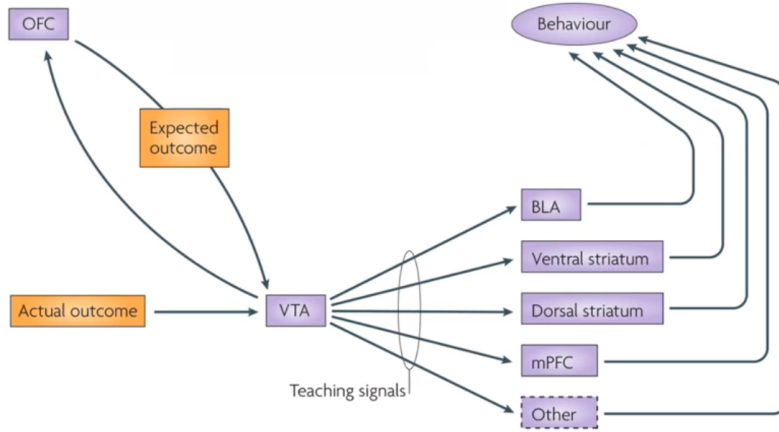 OFC
Behaviour
Expected
outcome
BLA
Ventral striatum
Actual outcome
VTA
Dorsal striatum
mPFC
Teaching signals
Other